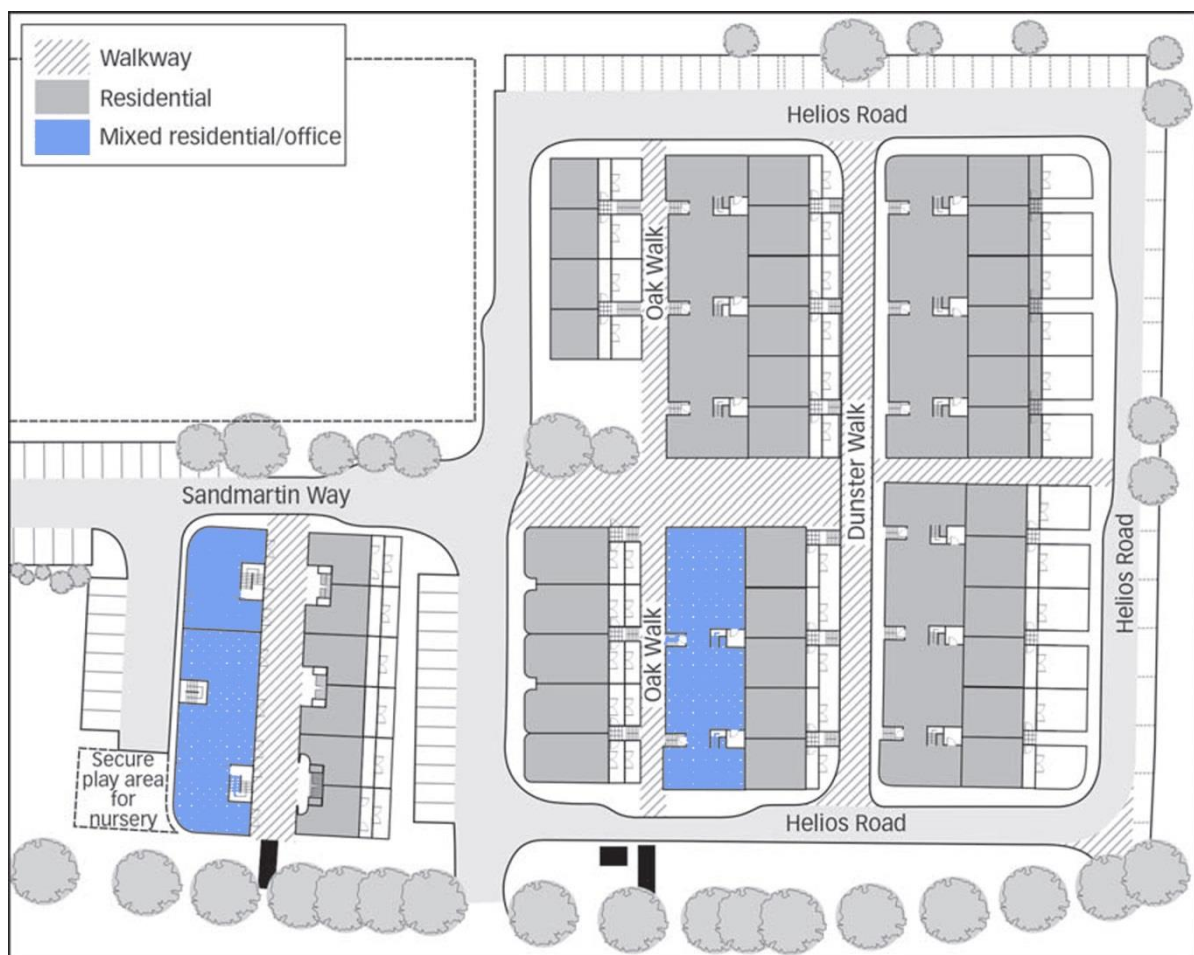 Walkway
Residential
Mixed residential/office
Helios Road
Oak Walk
Dunster Walk
Sandmartin Way
Helios Road
Oak Walk
Secure
play area
for
nursery
Helios Road